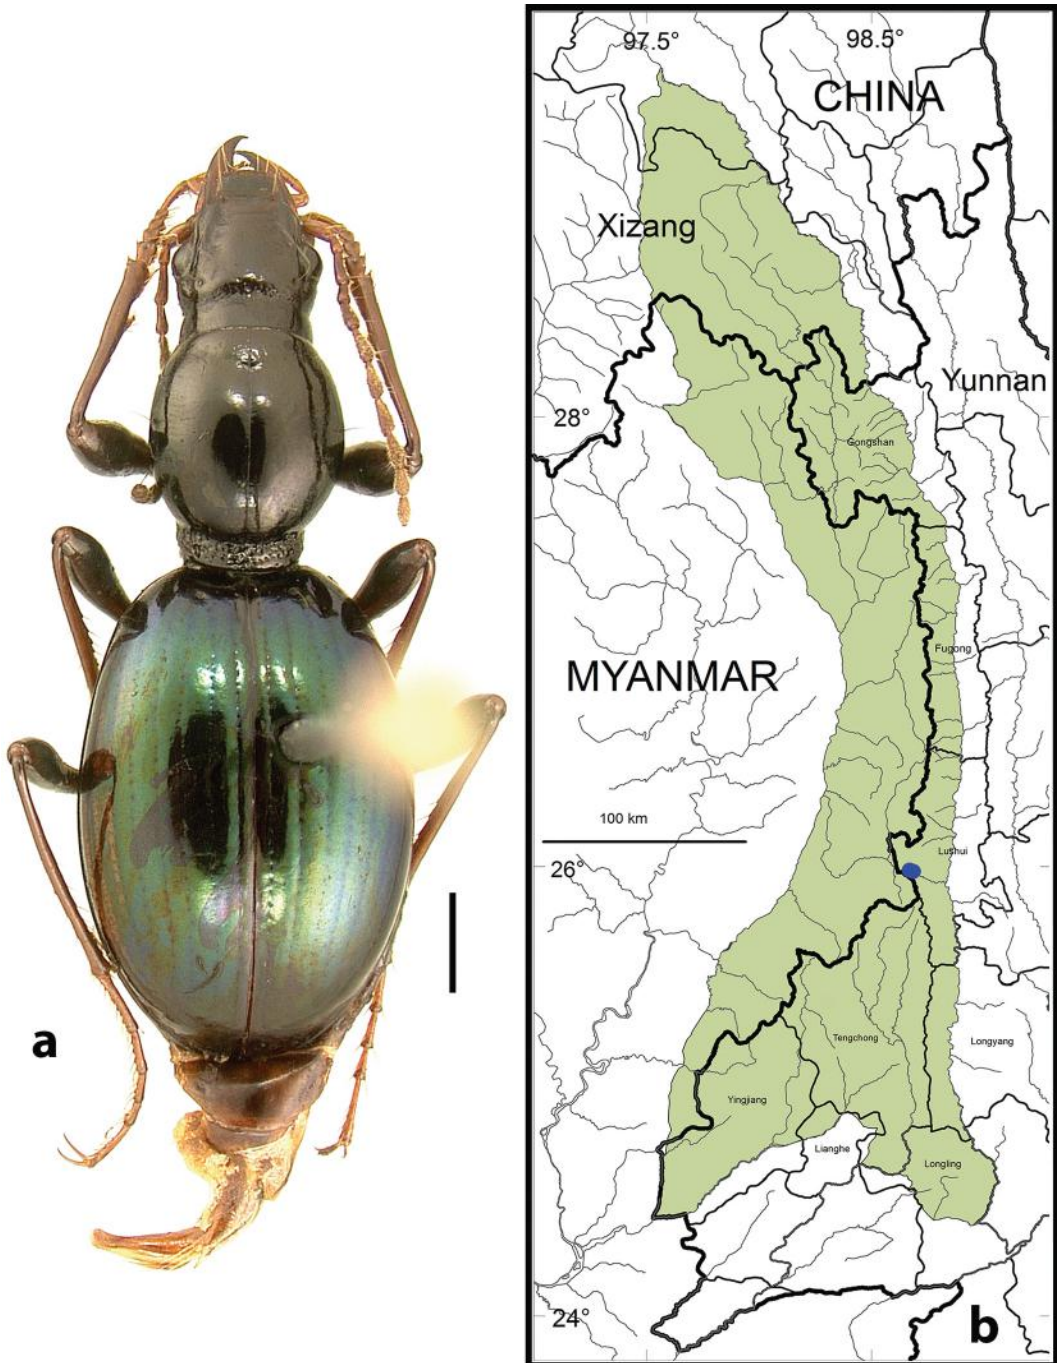 97.5°
98.5°
CHINA
Xizang
Yunnan
28°
Gongshan
Fugong
MYANMAR
100 km
Lushui
26°
a
Tengchong
Longyang
Yingjiang
Lianghe
Longling
24°
b